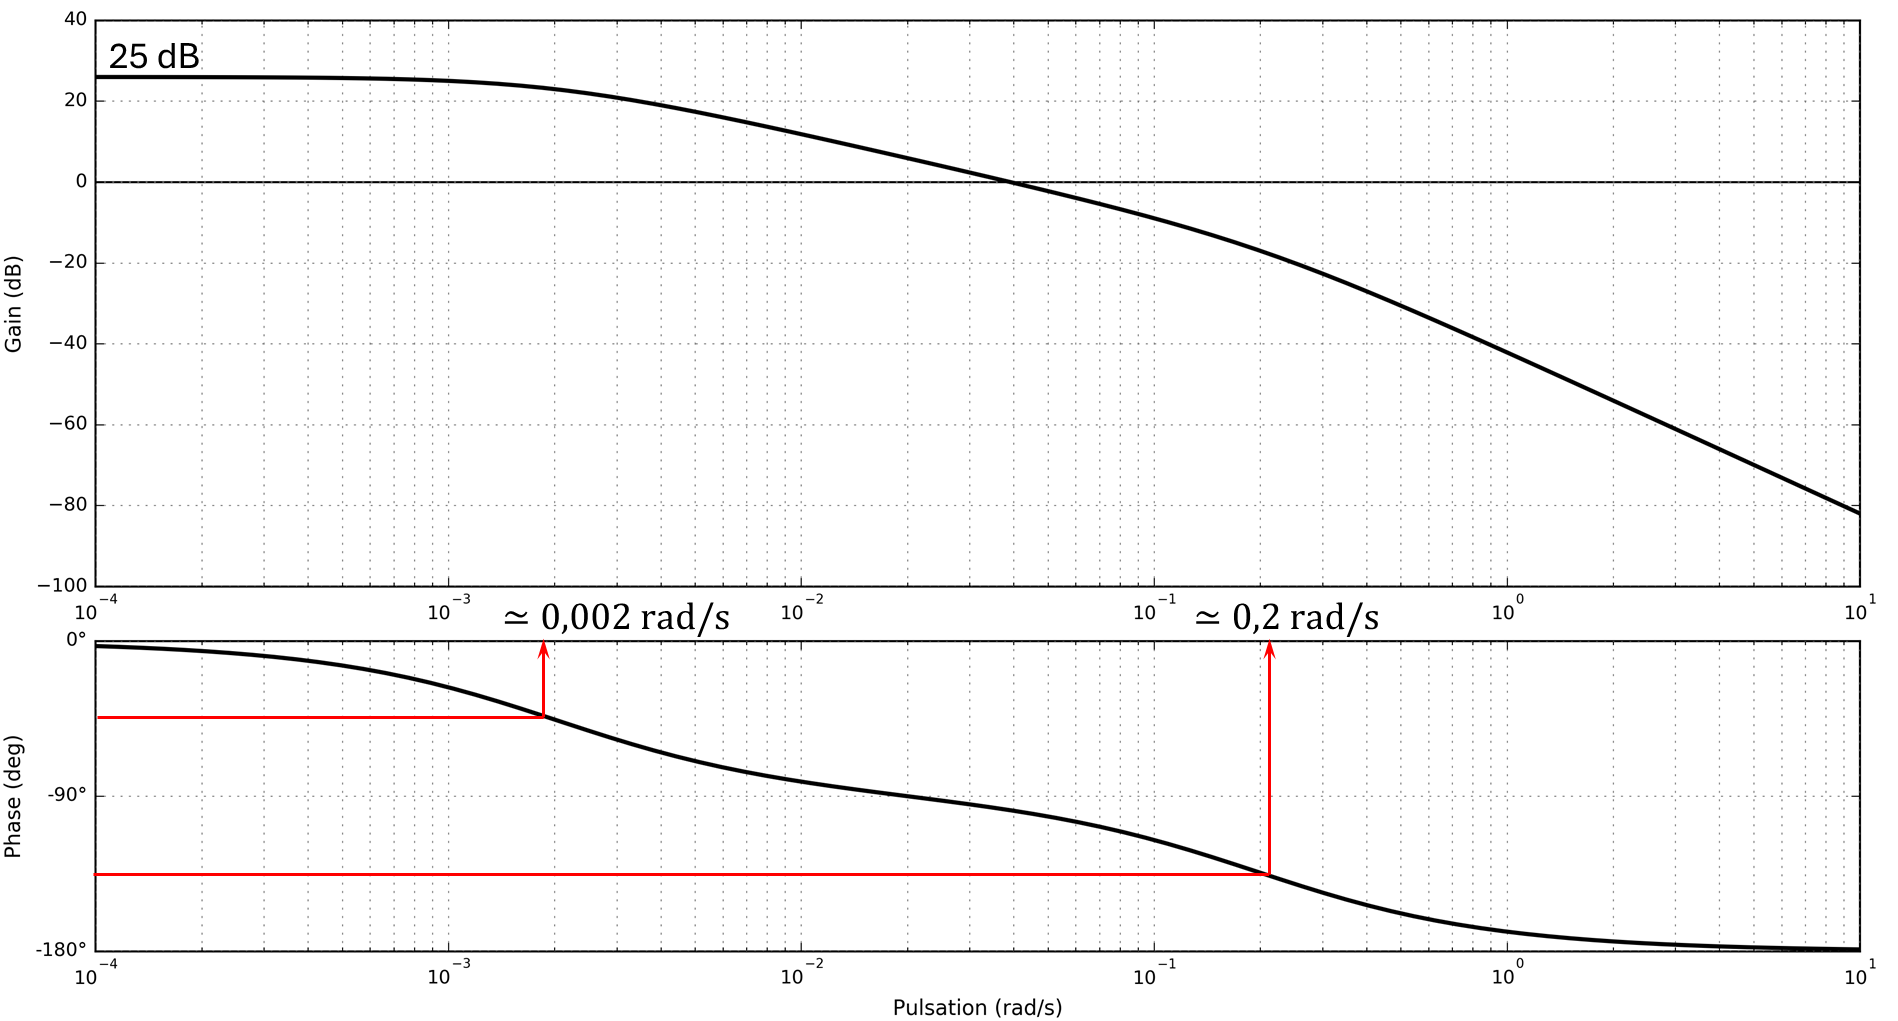 40
25 dB
20
0
−20
−40
−60
−80
−100
Gain (dB)
10⁻⁴ 10⁻³ 10⁻² 10⁻¹ 10⁰ 10¹
≃ 0,002 rad/s ≃ 0,2 rad/s
0°
-90°
-180°
Phase (deg)
10⁻⁴ 10⁻³ 10⁻² 10⁻¹ 10⁰ 10¹
Pulsation (rad/s)